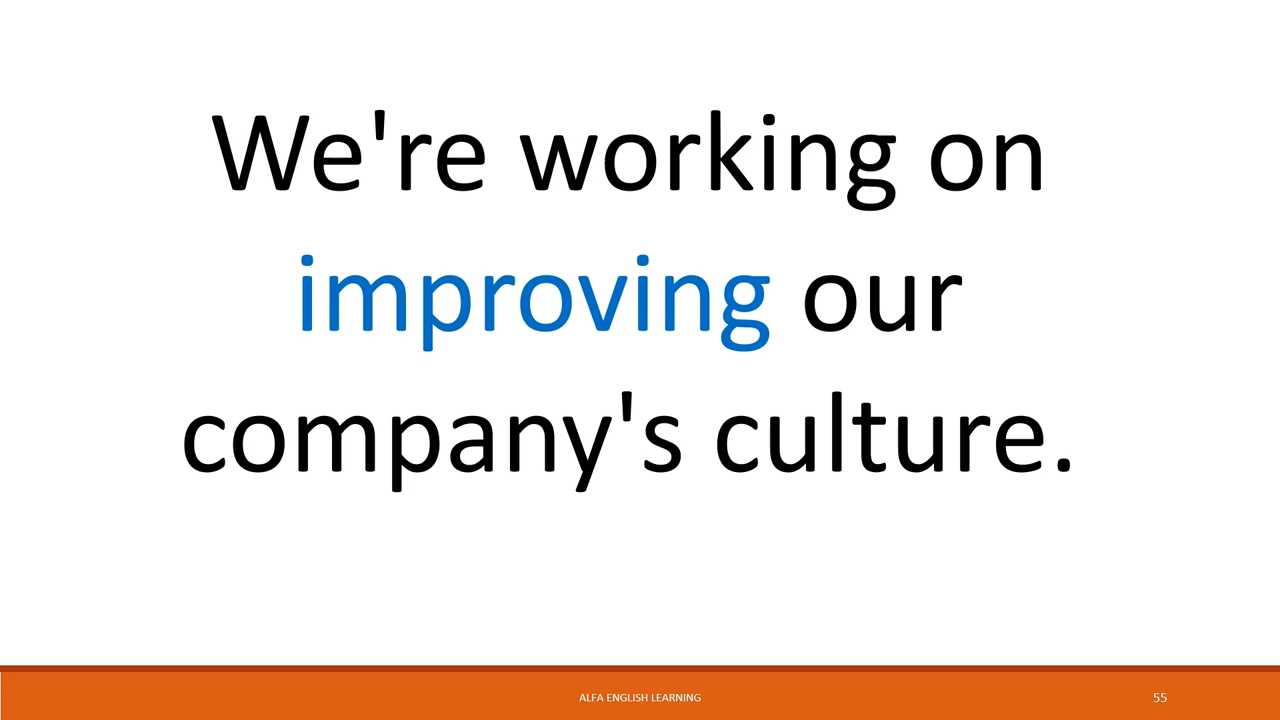 We're working on
improving our
company's culture.
ALFA ENGLISH LEARNING
55